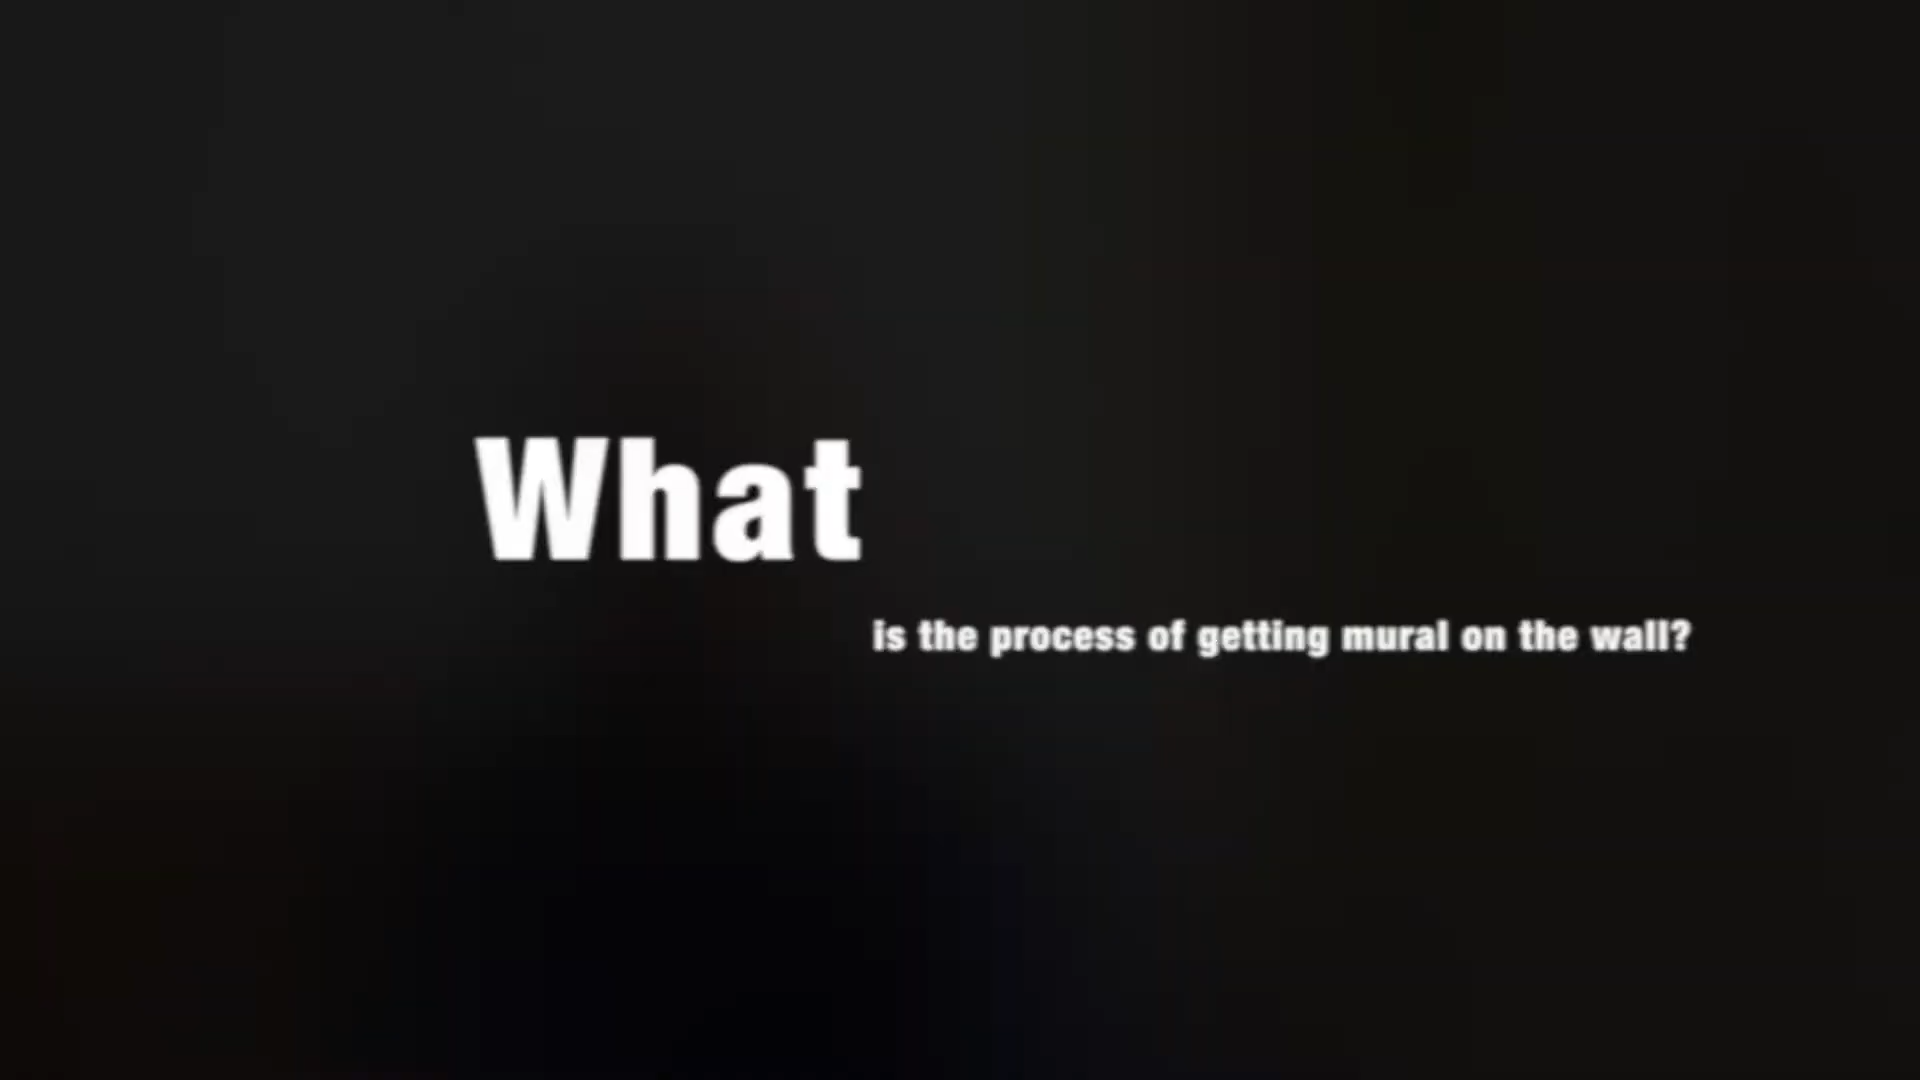 What
is the process of getting mural on the wall?